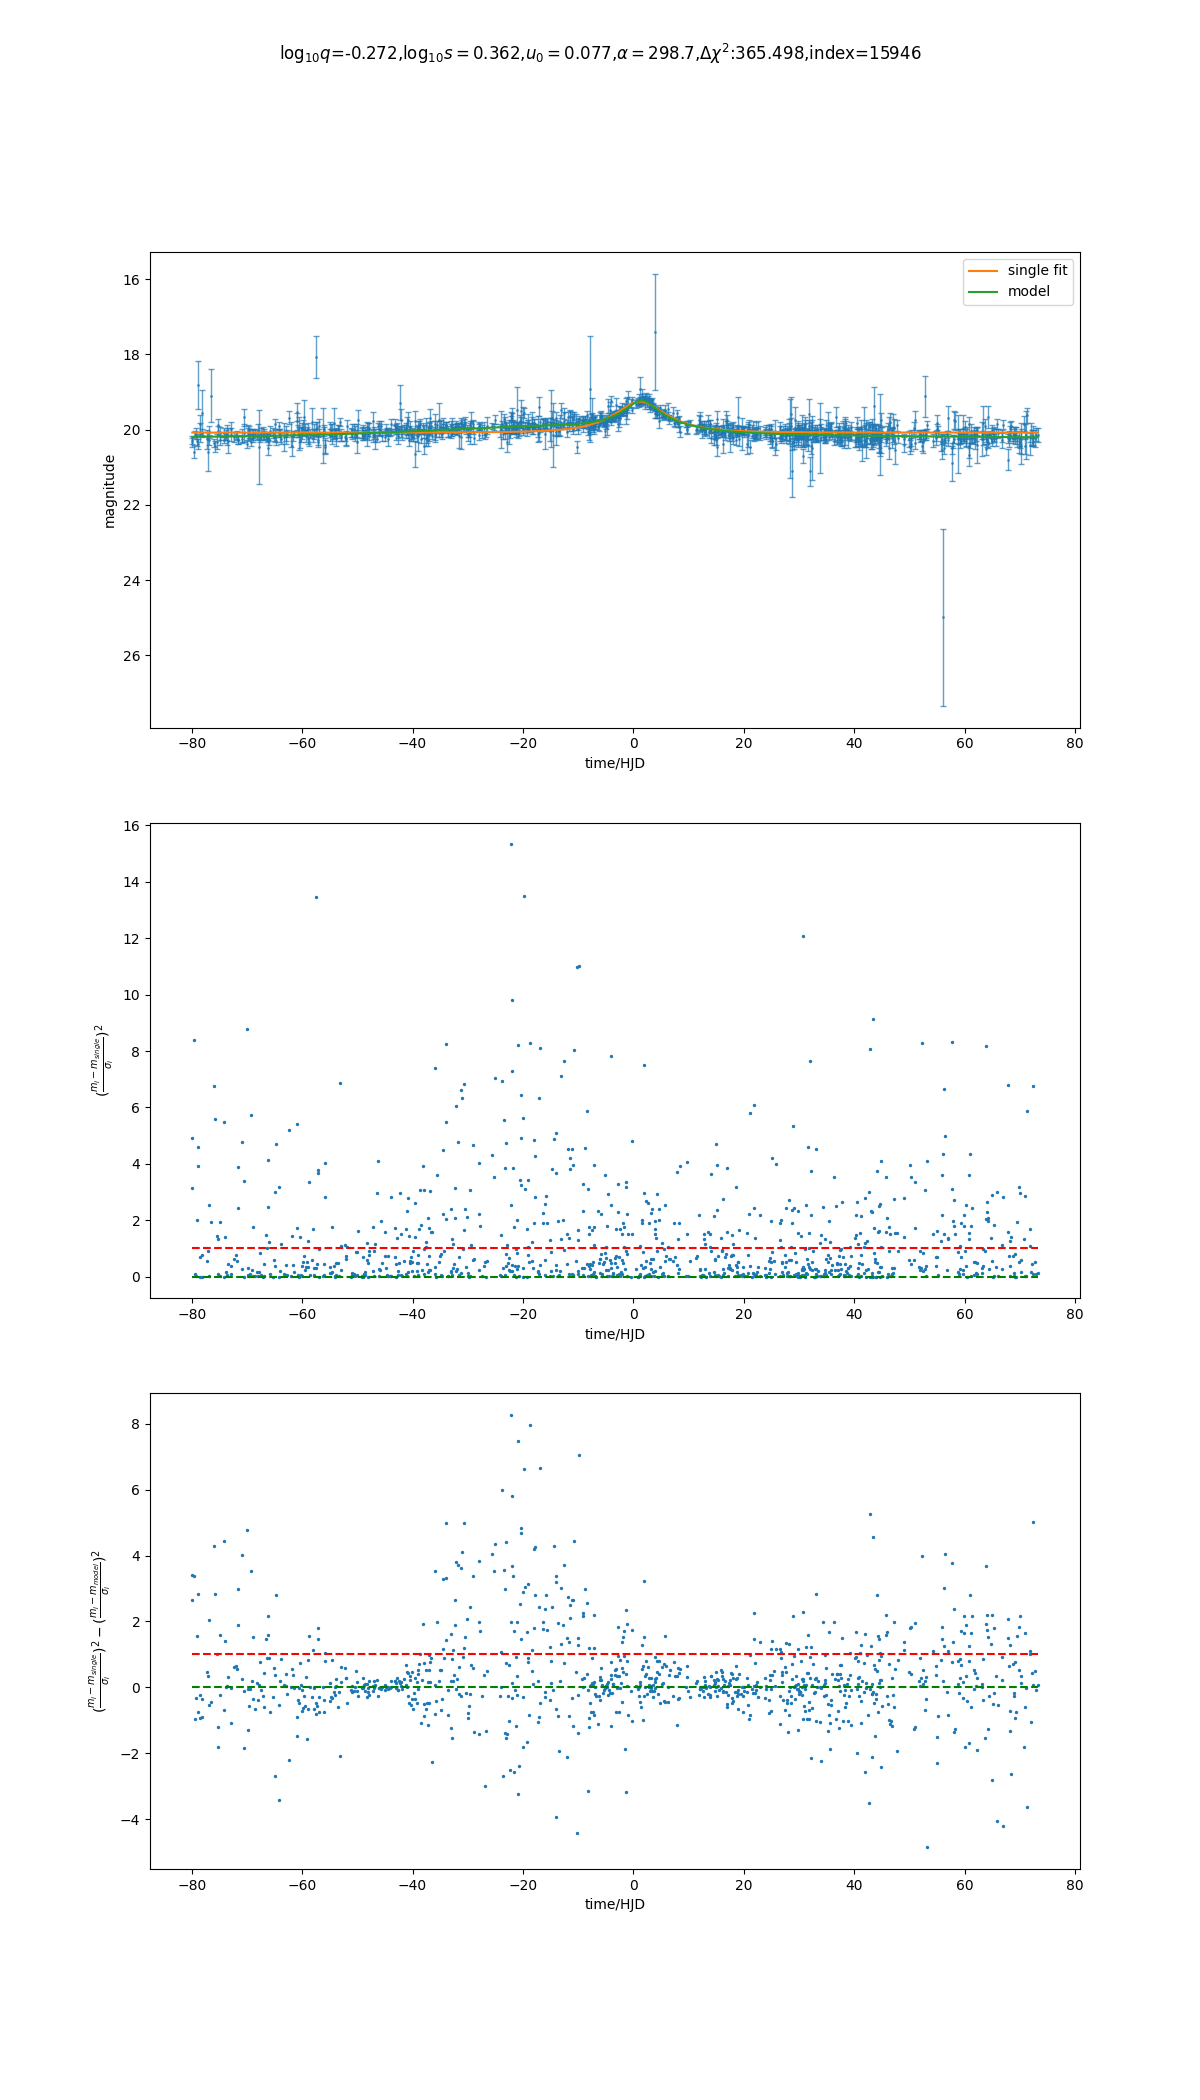 log₁₀q=-0.272,log₁₀s = 0.362,u₀ = 0.077,α = 298.7,Δχ²:365.498,index=15946
single fit
model
16
18
20
22
24
26
magnitude
−80 −60 −40 −20 0 20 40 60 80
time/HJD
16
14
12
10
8
6
4
2
0
(mᵢ − m_single / σᵢ)²
−80 −60 −40 −20 0 20 40 60 80
time/HJD
8
6
4
2
0
−2
−4
(mᵢ − m_single / σᵢ)² − (mᵢ − m_model / σᵢ)²
−80 −60 −40 −20 0 20 40 60 80
time/HJD